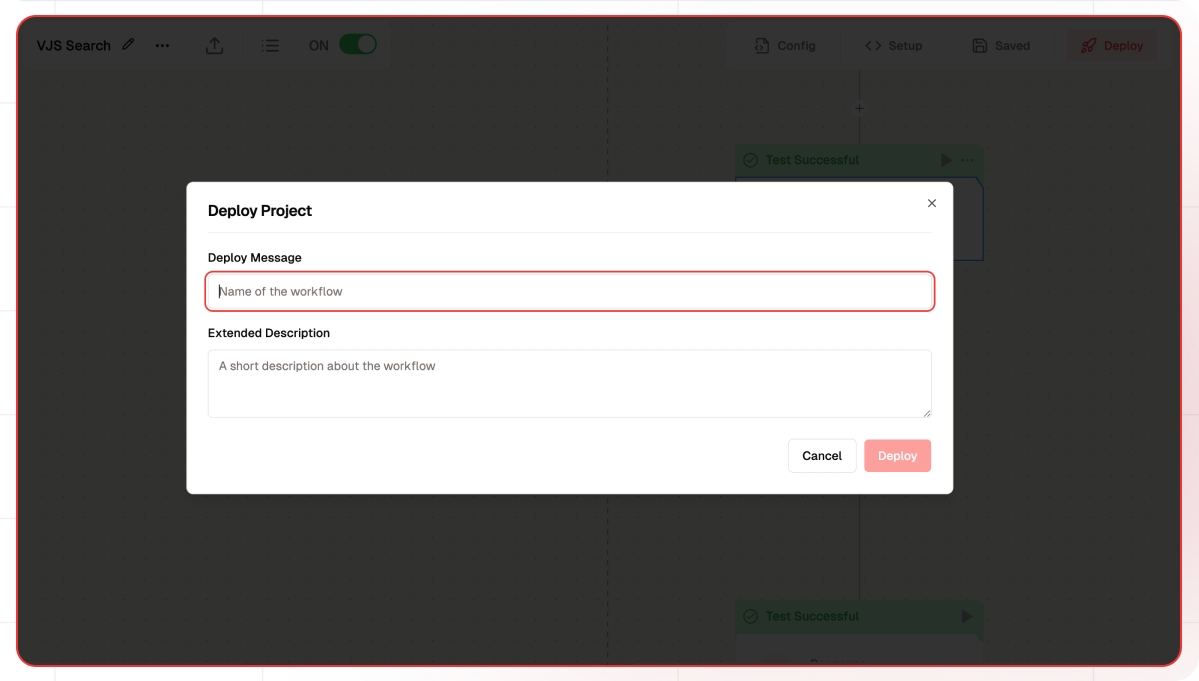 VJS Search
ON
Config
Setup
Saved
Deploy
Test Successful
Deploy Project
Deploy Message
Name of the workflow
Extended Description
A short description about the workflow
Cancel
Deploy
Test Successful